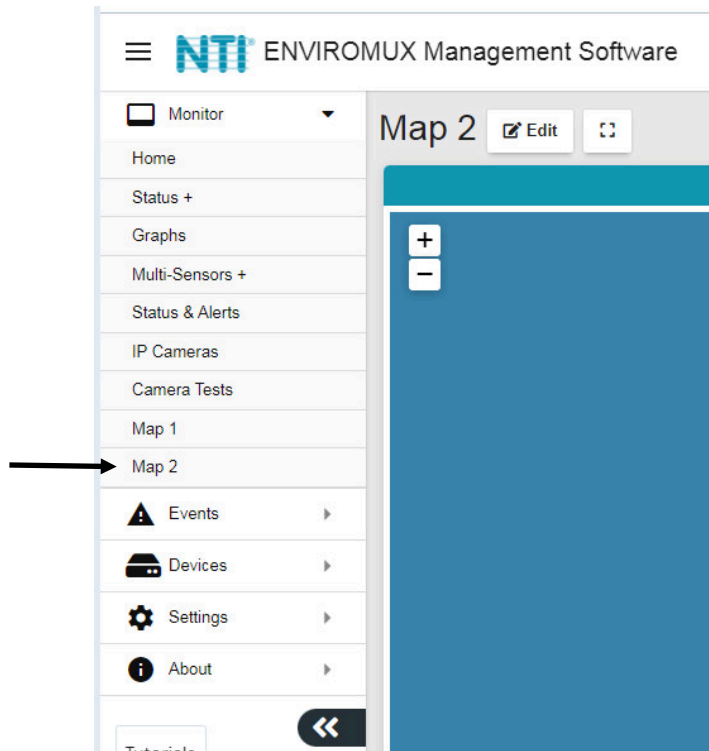 NTI ENVIROMUX Management Software
Monitor
Home
Status +
Graphs
Multi-Sensors +
Status & Alerts
IP Cameras
Camera Tests
Map 1
Map 2
Events
Devices
Settings
About
Tutorials
Map 2 Edit
+
−